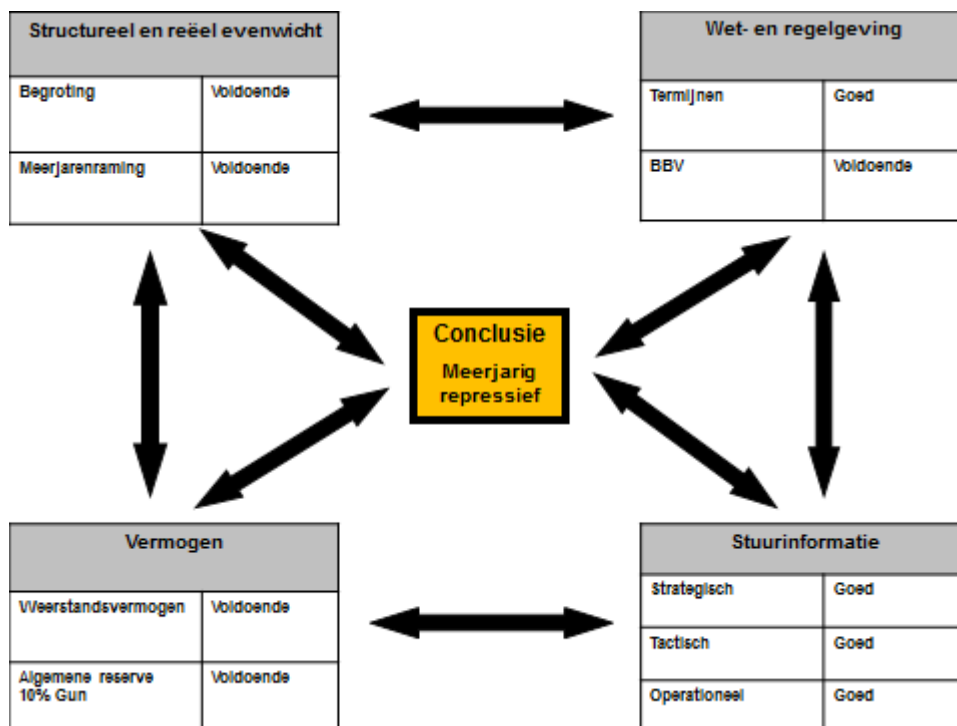 Structureel en reëel evenwicht
Begroting Voldoende
Meerjarenraming Voldoende
Wet- en regelgeving
Termijnen Goed
BBV Voldoende
Conclusie
Meerjarig
repressief
Vermogen
Weerstandsvermogen Voldoende
Algemene reserve Voldoende
10% Gun
Stuurinformatie
Strategisch Goed
Tactisch Goed
Operationeel Goed